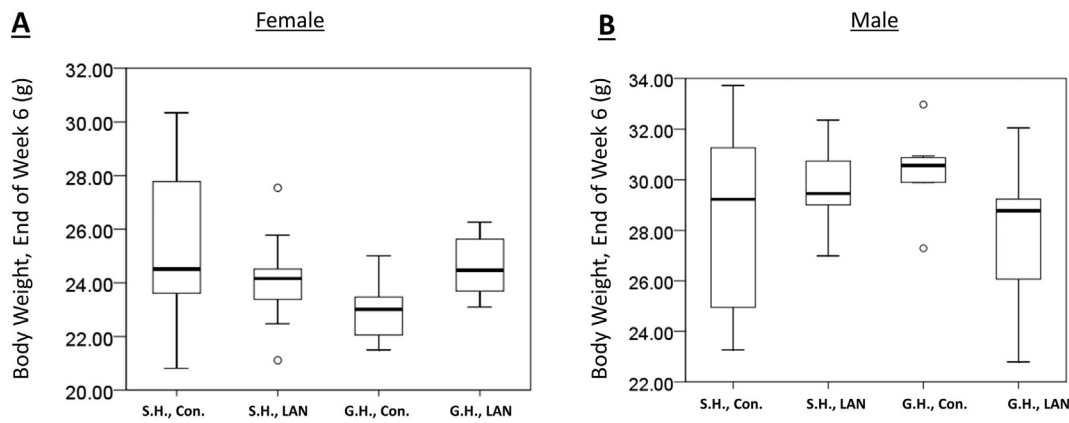 A
Female
Body Weight, End of Week 6 (g)
32.00
30.00
28.00
26.00
24.00
22.00
20.00
S.H., Con.
S.H., LAN
G.H., Con.
G.H., LAN
B
Male
Body Weight, End of Week 6 (g)
34.00
32.00
30.00
28.00
26.00
24.00
22.00
S.H., Con.
S.H., LAN
G.H., Con.
G.H., LAN